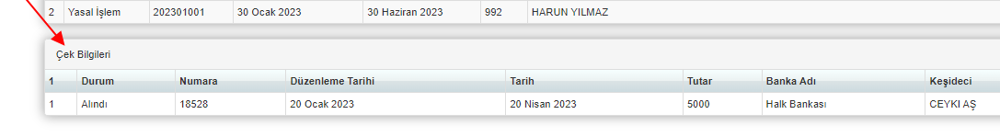 2 Yasal İşlem 202301001 30 Ocak 2023 30 Haziran 2023 992 HARUN YILMAZ
Çek Bilgileri
1 Durum Numara Düzenleme Tarihi Tarih Tutar Banka Adı Keşideci
1 Alındı 18528 20 Ocak 2023 20 Nisan 2023 5000 Halk Bankası CEYKI AŞ